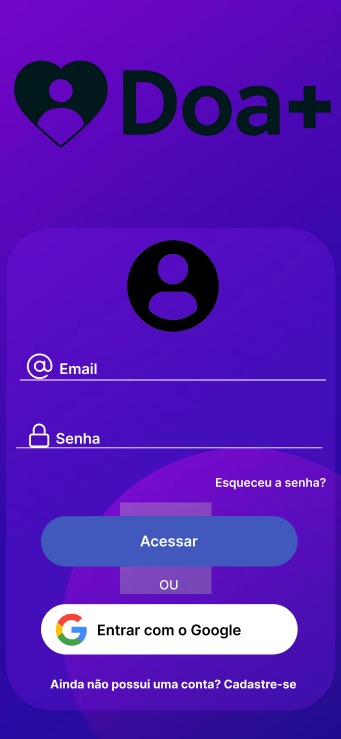 Doa+
Email
Senha
Esqueceu a senha?
Acessar
OU
Entrar com o Google
Ainda não possui uma conta? Cadastre-se